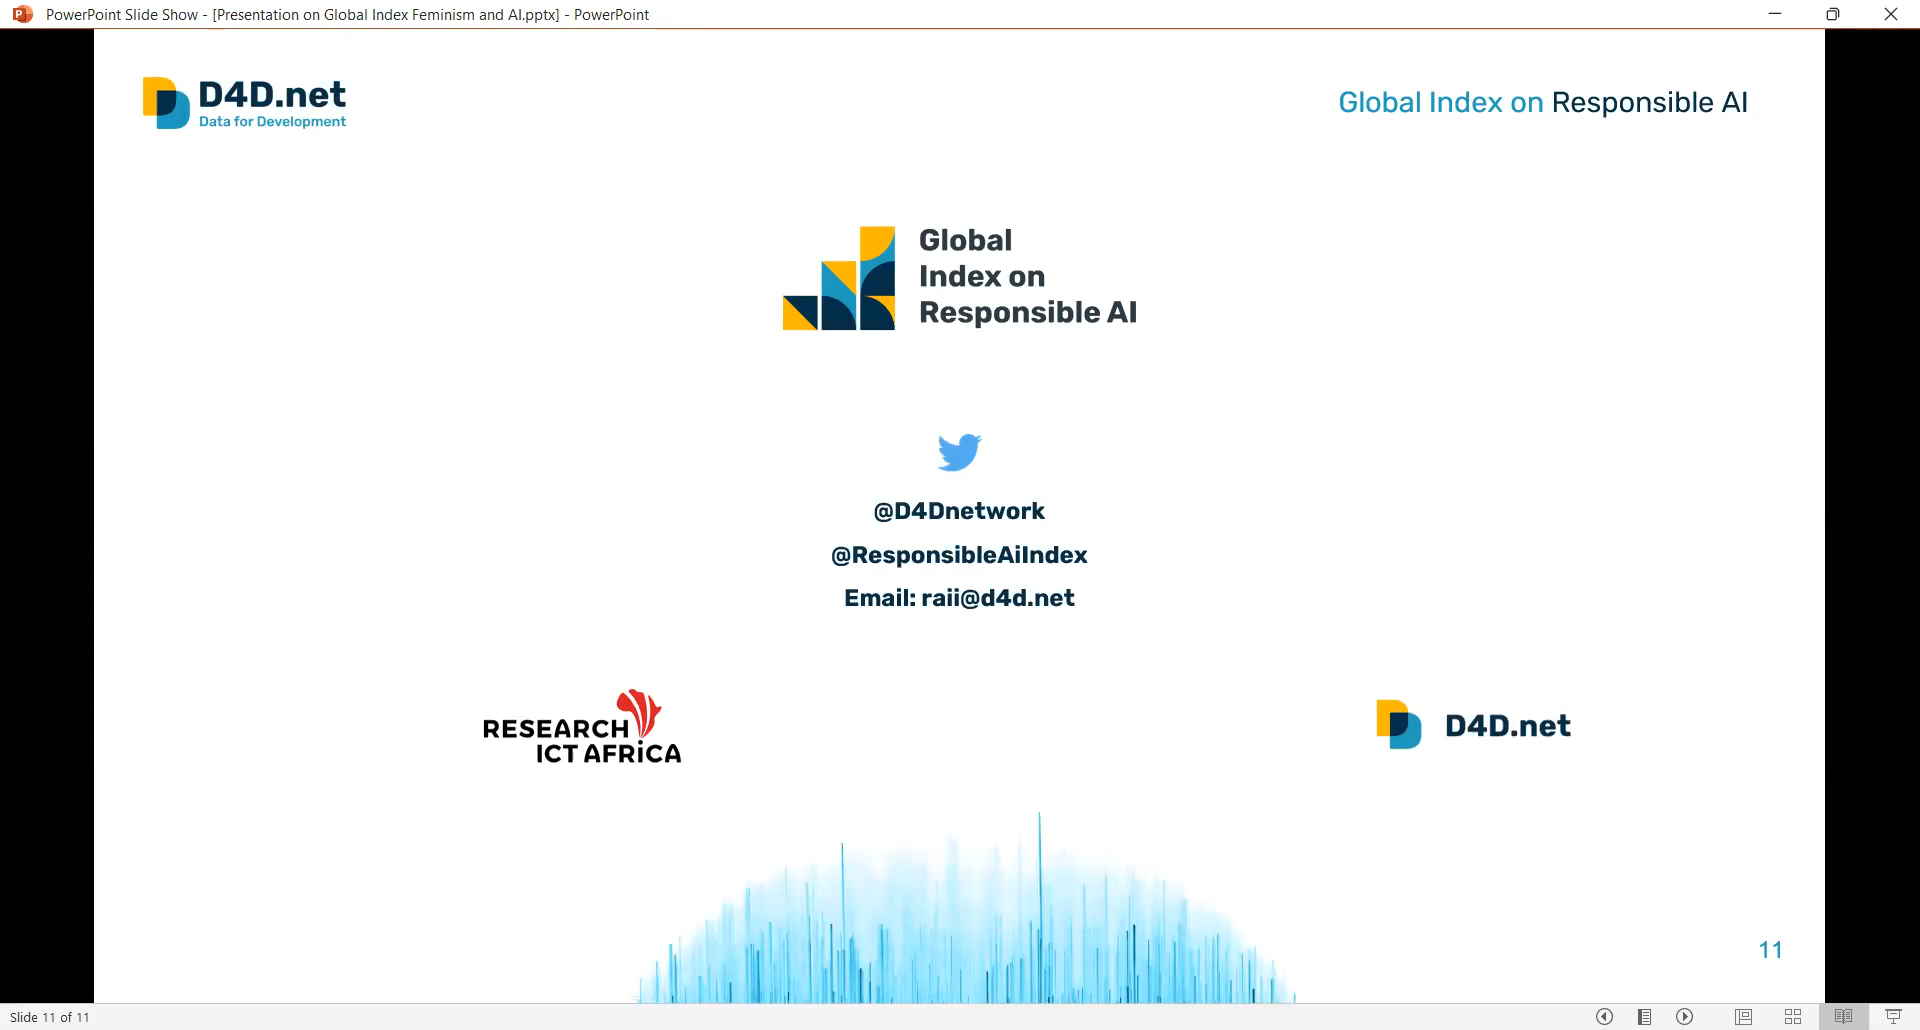 PowerPoint Slide Show - [Presentation on Global Index Feminism and AI.pptx] - PowerPoint
D4D.net
Data for Development
Global Index on Responsible AI
Global
Index on
Responsible AI
@D4Dnetwork
@ResponsibleAiIndex
Email: raii@d4d.net
RESEARCH
ICT AFRiCA
D4D.net
11
Slide 11 of 11